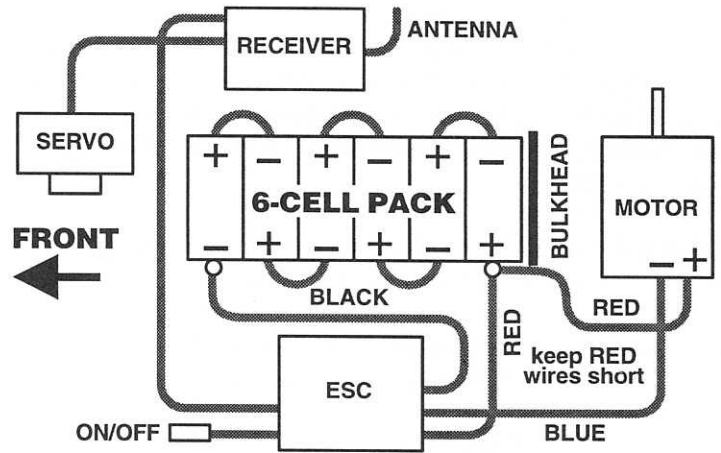 RECEIVER
ANTENNA
SERVO
+ − + − + −
6-CELL PACK
− + − + − +
BULKHEAD
MOTOR
− +
FRONT
BLACK
RED
RED
keep RED
wires short
ESC
ON/OFF
BLUE